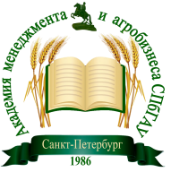 Академия менеджмента и агробизнеса СПбГАУ
Санкт-Петербург
1986